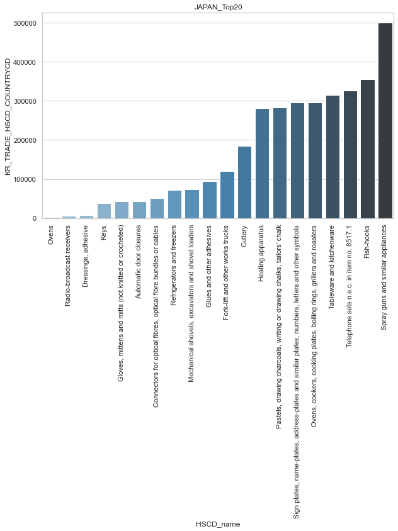 JAPAN_Top20
KR_TRADE_HSCD_COUNTRYCD
500000
400000
300000
200000
100000
0
Ovens
Radio-broadcast receivers
Dressings, adhesive
Keys
Gloves, mittens and mitts (not knitted or crocheted)
Automatic door closures
Connectors for optical fibres, optical fibre bundles or cables
Refrigerators and freezers
Mechanical shovels, excavators and shovel loaders
Glues and other adhesives
Fork-lift and other works trucks
Cutlery
Heating apparatus
Pastels, drawing charcoals, writing or drawing chalks, tailors' chalk
Sign plates, name-plates, address-plates and similar plates, numbers, letters and other symbols
Ovens, cookers, cooking plates, boiling rings, grillers and roasters
Tableware and kitchenware
Telephone sets n.e.c. in item no. 8517.1
Fish-hooks
Spray guns and similar appliances
HSCD_name